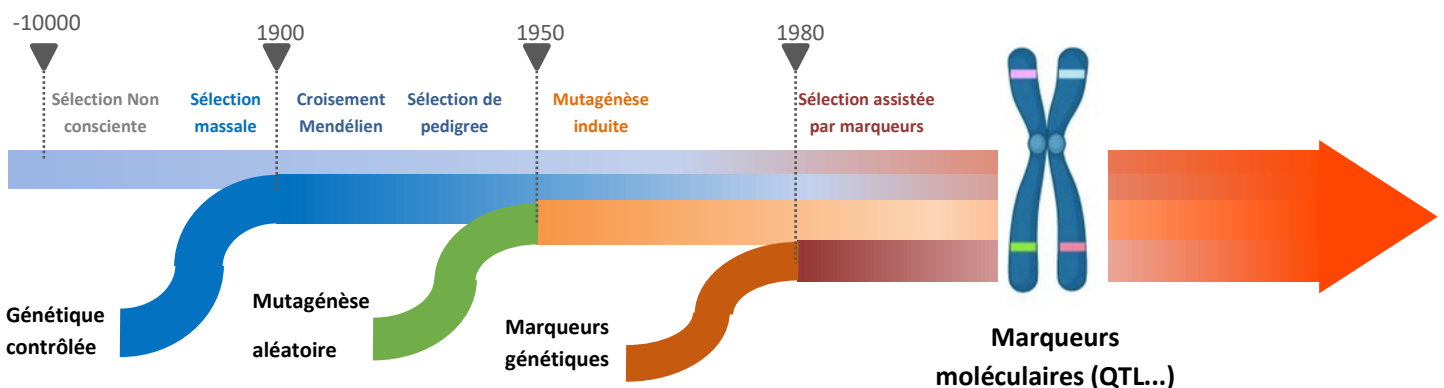 -10000
1900
1950
1980
Sélection Non
consciente
Sélection
massale
Croisement
Mendélien
Sélection de
pedigree
Mutagénèse
induite
Sélection assistée
par marqueurs
Génétique
contrôlée
Mutagénèse
aléatoire
Marqueurs
génétiques
Marqueurs
moléculaires (QTL...)